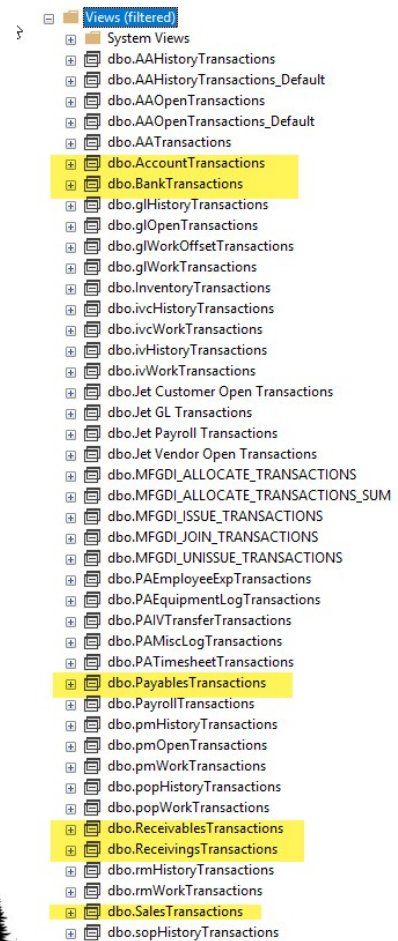 Views (filtered)
System Views
dbo.AAHistoryTransactions
dbo.AAHistoryTransactions_Default
dbo.AAOpenTransactions
dbo.AAOpenTransactions_Default
dbo.AATransactions
dbo.AccountTransactions
dbo.BankTransactions
dbo.glHistoryTransactions
dbo.glOpenTransactions
dbo.glWorkOffsetTransactions
dbo.glWorkTransactions
dbo.InventoryTransactions
dbo.ivcHistoryTransactions
dbo.ivcWorkTransactions
dbo.ivHistoryTransactions
dbo.ivWorkTransactions
dbo.Jet Customer Open Transactions
dbo.Jet GL Transactions
dbo.Jet Payroll Transactions
dbo.Jet Vendor Open Transactions
dbo.MFGDI_ALLOCATE_TRANSACTIONS
dbo.MFGDI_ALLOCATE_TRANSACTIONS_SUM
dbo.MFGDI_ISSUE_TRANSACTIONS
dbo.MFGDI_JOIN_TRANSACTIONS
dbo.MFGDI_UNISSUE_TRANSACTIONS
dbo.PAEmployeeExpTransactions
dbo.PAEquipmentLogTransactions
dbo.PAIVTransferTransactions
dbo.PAMiscLogTransactions
dbo.PATimesheetTransactions
dbo.PayablesTransactions
dbo.PayrollTransactions
dbo.pmHistoryTransactions
dbo.pmOpenTransactions
dbo.pmWorkTransactions
dbo.popHistoryTransactions
dbo.popWorkTransactions
dbo.ReceivablesTransactions
dbo.ReceivingsTransactions
dbo.rmHistoryTransactions
dbo.rmWorkTransactions
dbo.SalesTransactions
dbo.sopHistoryTransactions